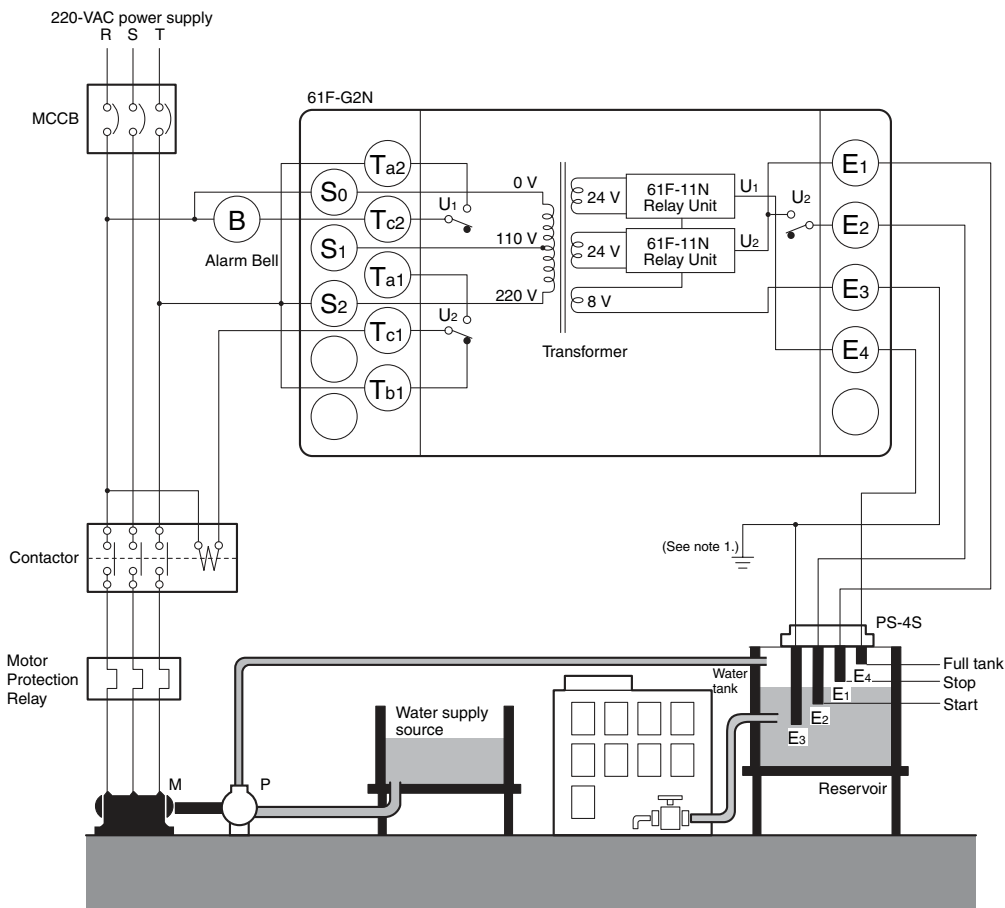 220-VAC power supply
R S T
MCCB
61F-G2N
Ta2
S0
B
Tc2
Alarm Bell
S1
Ta1
S2
Tc1
Tb1
U1
U2
0 V
110 V
220 V
24 V
24 V
8 V
Transformer
61F-11N
Relay Unit
U1
61F-11N
Relay Unit
U2
U2
E1
E2
E3
E4
Contactor
(See note 1.)
PS-4S
Motor
Protection
Relay
M
P
Water supply
source
Water
tank
E4
E1
E2
E3
Full tank
Stop
Start
Reservoir